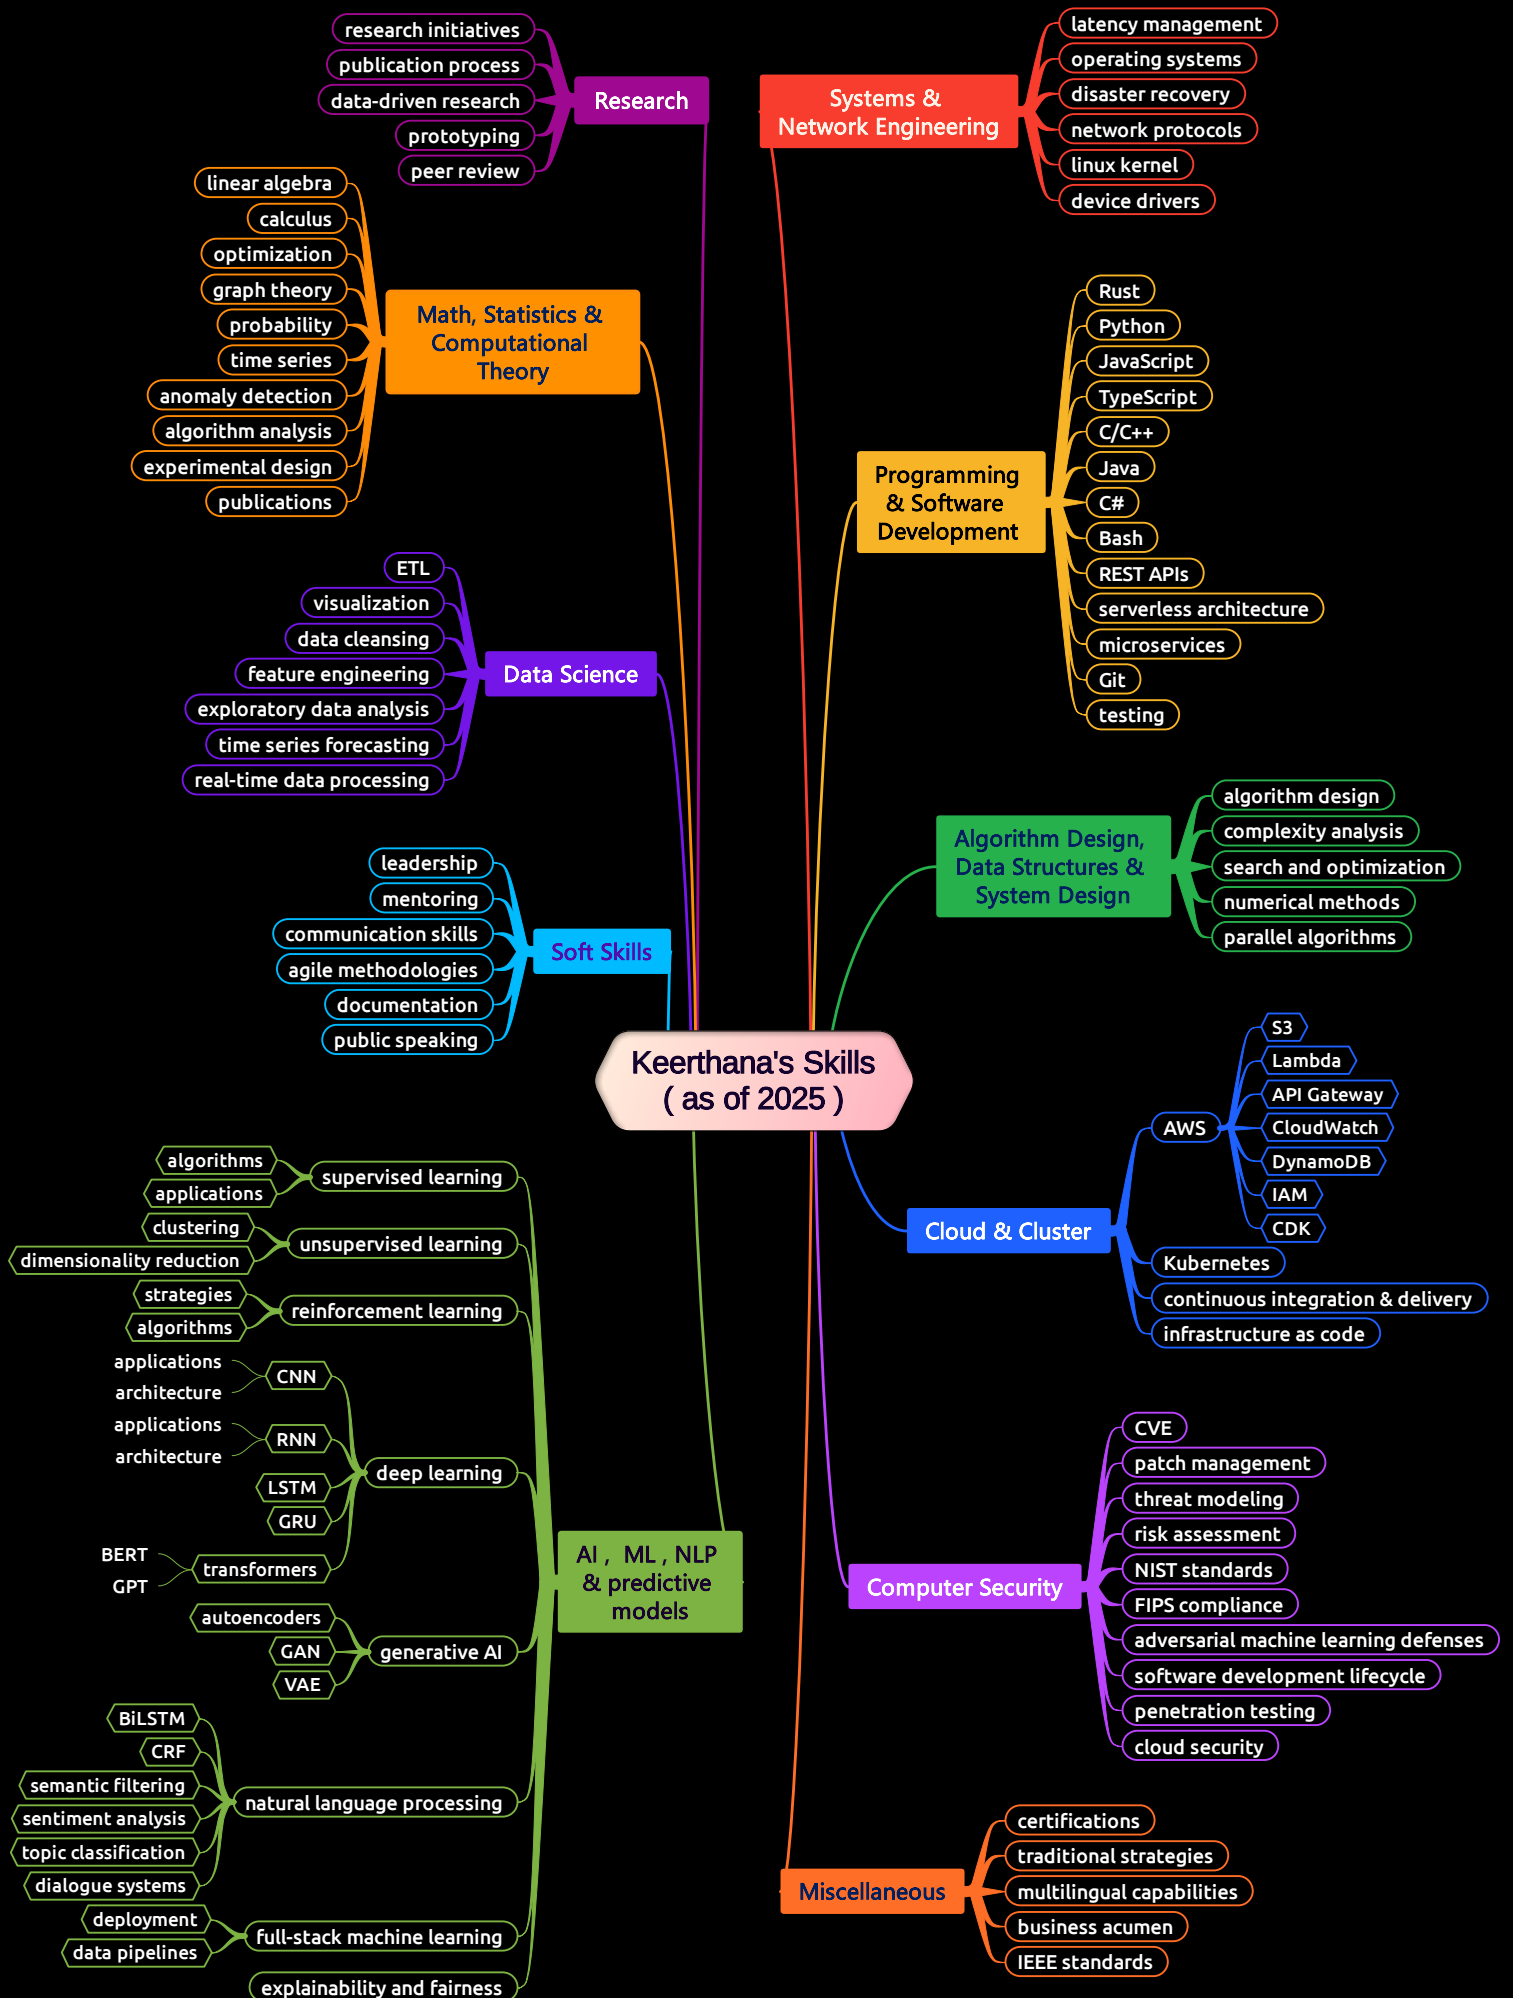 Keerthana's Skills
( as of 2025 )
Research
research initiatives
publication process
data-driven research
prototyping
peer review
Math, Statistics &
Computational
Theory
linear algebra
calculus
optimization
graph theory
probability
time series
anomaly detection
algorithm analysis
experimental design
publications
Data Science
ETL
visualization
data cleansing
feature engineering
exploratory data analysis
time series forecasting
real-time data processing
Soft Skills
leadership
mentoring
communication skills
agile methodologies
documentation
public speaking
AI , ML , NLP
& predictive
models
supervised learning
algorithms
applications
unsupervised learning
clustering
dimensionality reduction
reinforcement learning
strategies
algorithms
deep learning
CNN
applications
architecture
RNN
applications
architecture
LSTM
GRU
transformers
BERT
GPT
generative AI
autoencoders
GAN
VAE
natural language processing
BiLSTM
CRF
semantic filtering
sentiment analysis
topic classification
dialogue systems
full-stack machine learning
deployment
data pipelines
explainability and fairness
Systems &
Network Engineering
latency management
operating systems
disaster recovery
network protocols
linux kernel
device drivers
Programming
& Software
Development
Rust
Python
JavaScript
TypeScript
C/C++
Java
C#
Bash
REST APIs
serverless architecture
microservices
Git
testing
Algorithm Design,
Data Structures &
System Design
algorithm design
complexity analysis
search and optimization
numerical methods
parallel algorithms
Cloud & Cluster
AWS
S3
Lambda
API Gateway
CloudWatch
DynamoDB
IAM
CDK
Kubernetes
continuous integration & delivery
infrastructure as code
Computer Security
CVE
patch management
threat modeling
risk assessment
NIST standards
FIPS compliance
adversarial machine learning defenses
software development lifecycle
penetration testing
cloud security
Miscellaneous
certifications
traditional strategies
multilingual capabilities
business acumen
IEEE standards